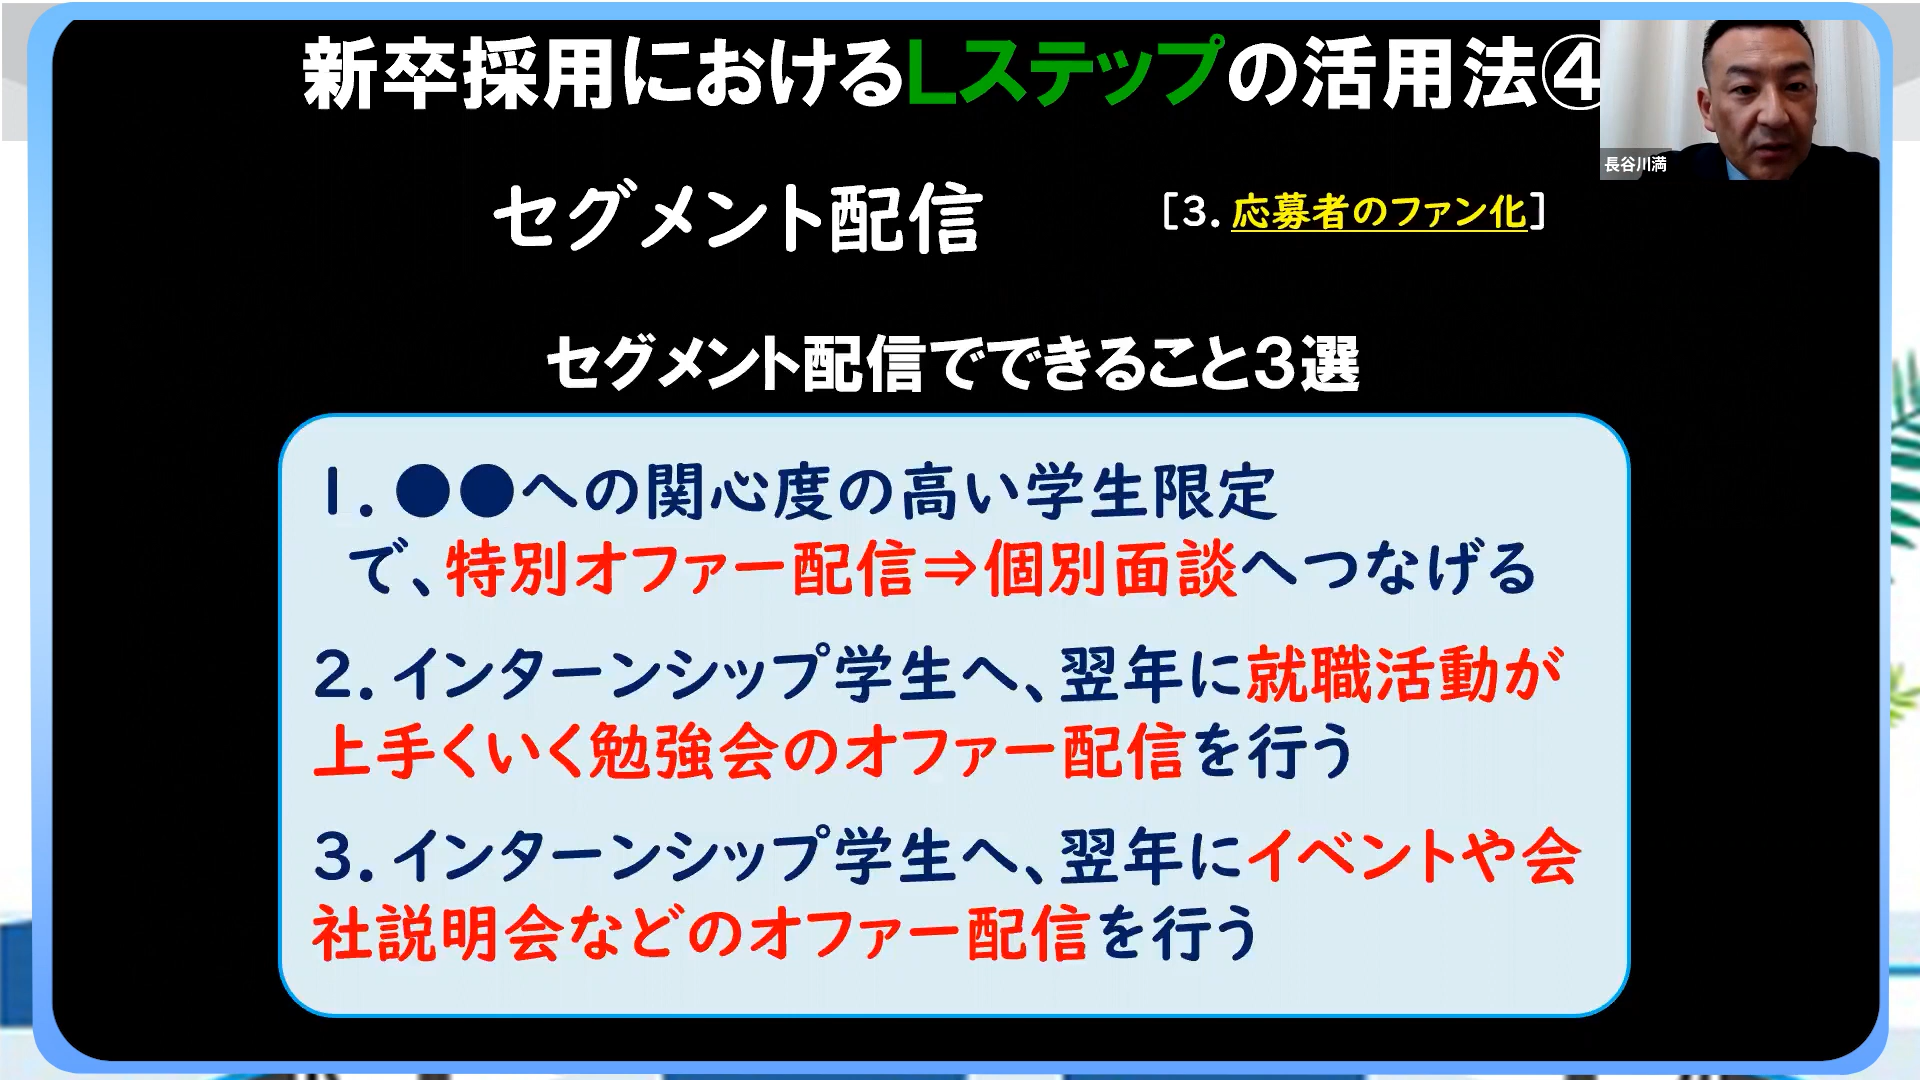 新卒採用におけるLステップの活用法④
長谷川満
セグメント配信
[3. 応募者のファン化]
セグメント配信でできること3選
1. ●●への関心度の高い学生限定
で、特別オファー配信⇒個別面談へつなげる
2. インターンシップ学生へ、翌年に就職活動が
上手くいく勉強会のオファー配信を行う
3. インターンシップ学生へ、翌年にイベントや会
社説明会などのオファー配信を行う